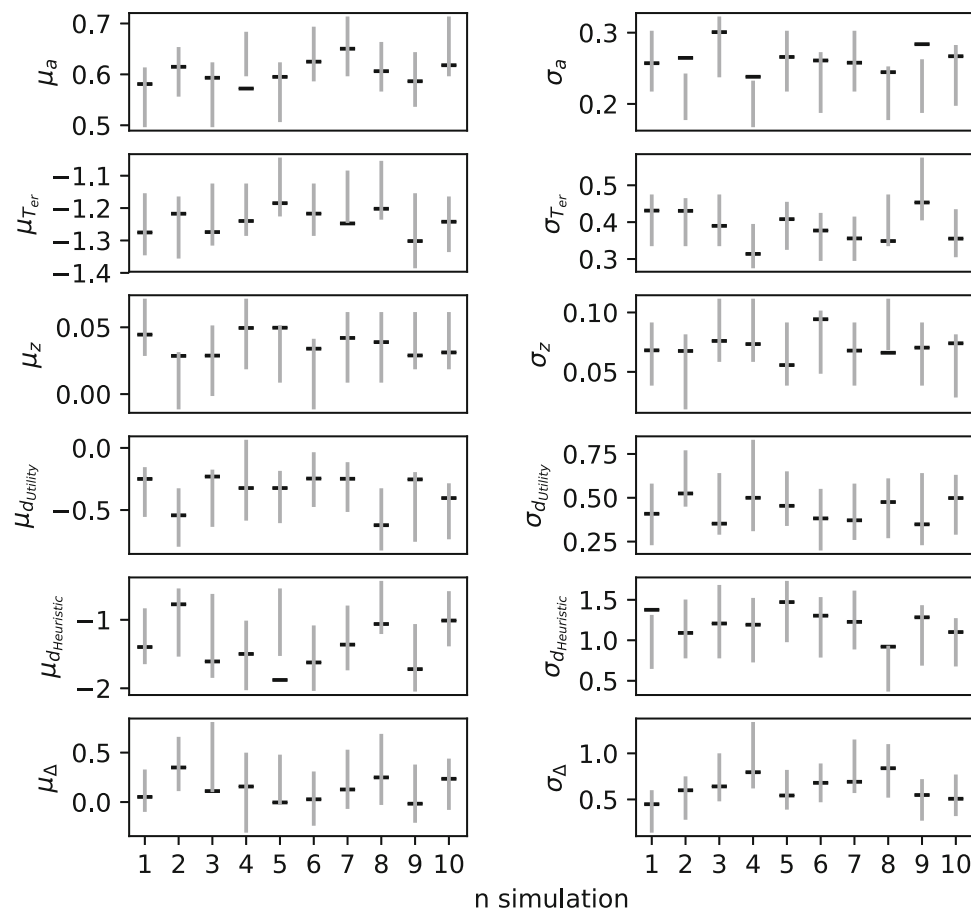 μa
0.7
0.6
0.5
σa
0.3
0.2
μTer
−1.1
−1.2
−1.3
−1.4
σTer
0.5
0.4
0.3
μz
0.05
0.00
σz
0.10
0.05
μdUtility
0.0
−0.5
σdUtility
0.75
0.50
0.25
μdHeuristic
−1
−2
σdHeuristic
1.5
1.0
0.5
μΔ
0.5
0.0
σΔ
1.0
0.5
1 2 3 4 5 6 7 8 9 10
1 2 3 4 5 6 7 8 9 10
n simulation